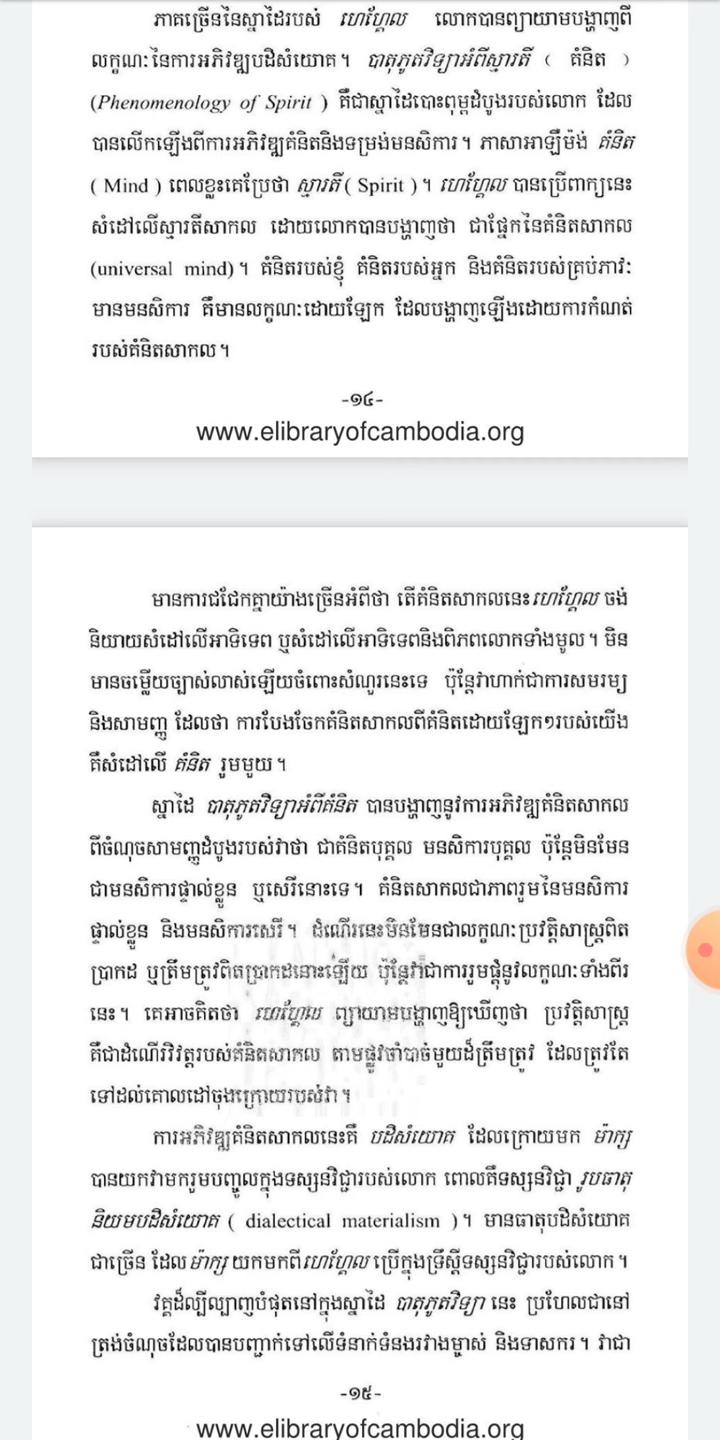 ភាគច្រើននៃស្នាដៃរបស់ ហេហ្គែល លោកបានព្យាយាមបង្ហាញពី
លក្ខណៈនៃការអភិវឌ្ឍបដិសំយោគ។ បាតុភូតវិទ្យាអំពីស្មារតី ( គំនិត )
(Phenomenology of Spirit ) គឺជាស្នាដៃបោះពុម្ពដំបូងរបស់លោក ដែល
បានលើកឡើងពីការអភិវឌ្ឍគំនិតនិងទម្រង់មនសិការ។ ភាសាអាឡឺម៉ង់ គំនិត
( Mind ) ពេលខ្លះគេប្រែថា ស្មារតី ( Spirit )។ ហេហ្គែល បានប្រើពាក្យនេះ
សំដៅលើស្មារតីសាកល ដោយលោកបានបង្ហាញថា ជាផ្នែកនៃគំនិតសាកល
(universal mind)។ គំនិតរបស់ខ្ញុំ គំនិតរបស់អ្នក និងគំនិតរបស់គ្រប់ភាវៈ
មានមនសិការ គឺមានលក្ខណៈដោយឡែក ដែលបង្ហាញឡើងដោយការកំណត់
របស់គំនិតសាកល។
-១៤-
www.elibraryofcambodia.org
មានការជជែកគ្នាយ៉ាងច្រើនអំពីថា តើគំនិតសាកលនេះហេហ្គែល ចង់
និយាយសំដៅលើអាទិទេព ឬសំដៅលើអាទិទេពនិងពិភពលោកទាំងមូល។ មិន
មានចម្លើយច្បាស់លាស់ឡើយចំពោះសំណួរនេះទេ ប៉ុន្តែវាហាក់ជាការសមរម្យ
និងសាមញ្ញ ដែលថា ការបែងចែកគំនិតសាកលពីគំនិតដោយឡែកៗរបស់យើង
គឺសំដៅលើ គំនិត រួមមួយ។
ស្នាដៃ បាតុភូតវិទ្យាអំពីគំនិត បានបង្ហាញនូវការអភិវឌ្ឍគំនិតសាកល
ពីចំណុចសាមញ្ញដំបូងរបស់វាថា ជាគំនិតបុគ្គល មនសិការបុគ្គល ប៉ុន្តែមិនមែន
ជាមនសិការផ្ទាល់ខ្លួន ឬសេរីនោះទេ។ គំនិតសាកលជាភាពរួមនៃមនសិការ
ផ្ទាល់ខ្លួន និងមនសិការសេរី។ ដំណើរនេះមិនមែនជាលក្ខណៈប្រវត្តិសាស្ត្រពិត
ប្រាកដ ឬត្រឹមត្រូវពិតប្រាកដនោះឡើយ ប៉ុន្តែវាជាការរួមផ្តុំនូវលក្ខណៈទាំងពីរ
នេះ។ គេអាចគិតថា ហេហ្គែល ព្យាយាមបង្ហាញឱ្យឃើញថា ប្រវត្តិសាស្ត្រ
គឺជាដំណើរវិវត្តរបស់គំនិតសាកល តាមផ្លូវចាំបាច់មួយដ៏ត្រឹមត្រូវ ដែលត្រូវតែ
ទៅដល់គោលដៅចុងក្រោយរបស់វា។
ការអភិវឌ្ឍគំនិតសាកលនេះគឺ បដិសំយោគ ដែលក្រោយមក ម៉ាក្ស
បានយកវាមករួមបញ្ចូលក្នុងទស្សនវិជ្ជារបស់លោក ពោលគឺទស្សនវិជ្ជា រូបធាតុ
និយមបដិសំយោគ ( dialectical materialism )។ មានធាតុបដិសំយោគ
ជាច្រើន ដែលម៉ាក្ស យកមកពីហេហ្គែល ប្រើក្នុងទ្រឹស្តីទស្សនវិជ្ជារបស់លោក។
វគ្គដ៏ល្បីល្បាញបំផុតនៅក្នុងស្នាដៃ បាតុភូតវិទ្យា នេះ ប្រហែលជានៅ
ត្រង់ចំណុចដែលបានបញ្ជាក់ទៅលើទំនាក់ទំនងរវាងម្ចាស់ និងទាសករ។ វាជា
-១៥-
www.elibraryofcambodia.org